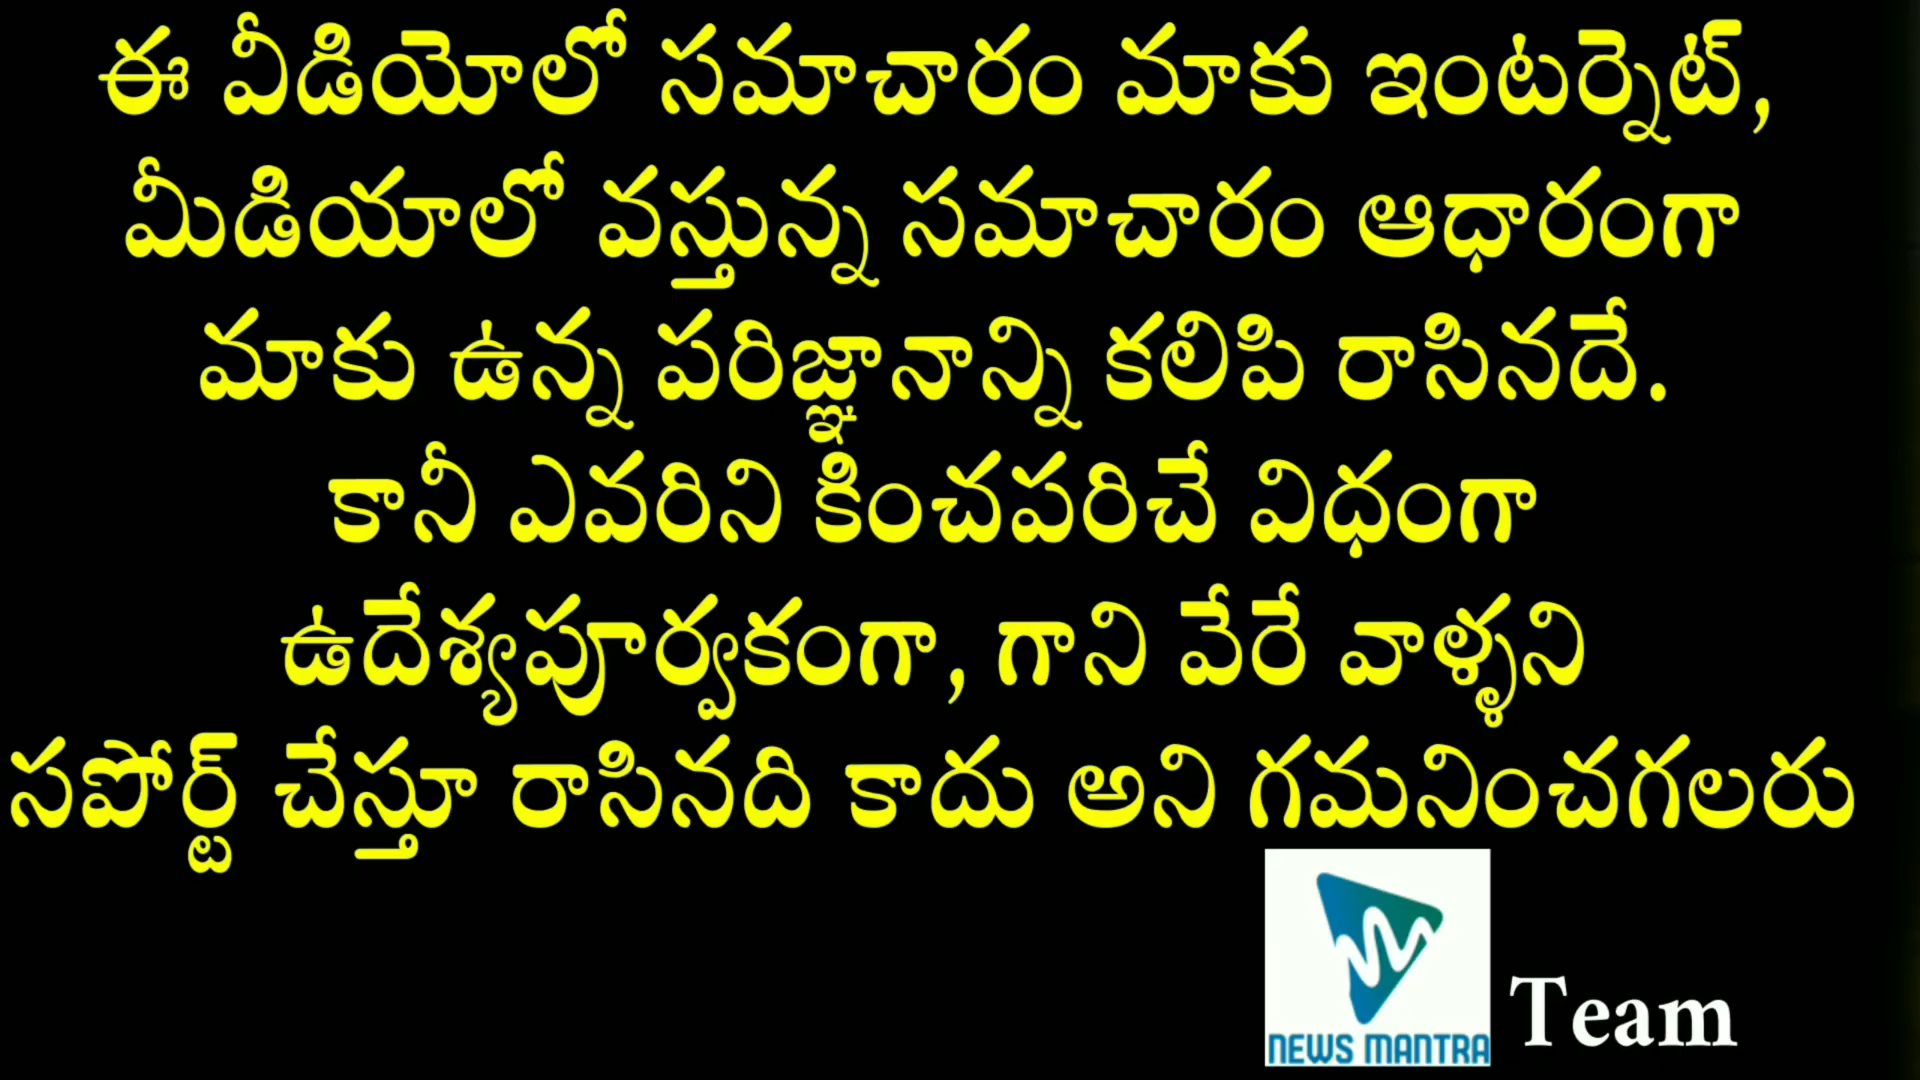 ఈ వీడియోలో సమాచారం మాకు ఇంటర్నెట్,
మీడియాలో వస్తున్న సమాచారం ఆధారంగా
మాకు ఉన్న పరిజ్ఞానాన్ని కలిపి రాసినదే.
కానీ ఎవరిని కించపరిచే విధంగా
ఉదేశ్యపూర్వకంగా, గాని వేరే వాళ్ళని
సపోర్ట్ చేస్తూ రాసినది కాదు అని గమనించగలరు
NEWS MANTRA Team